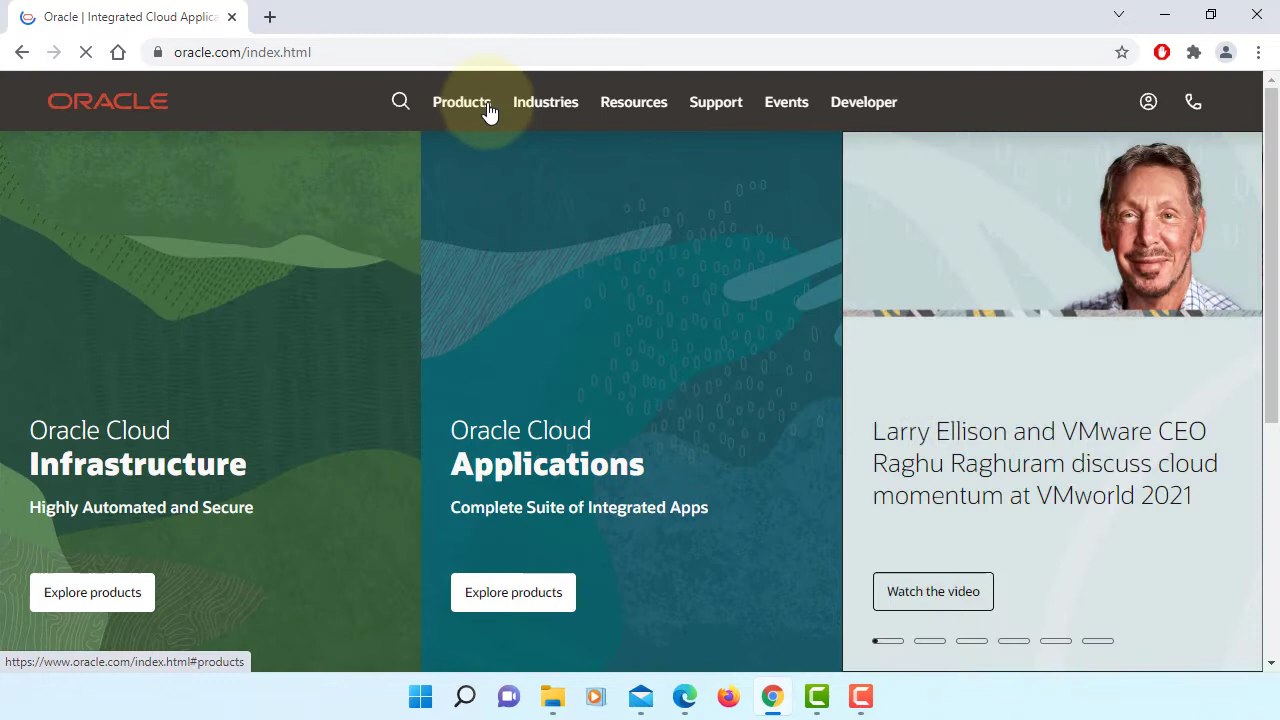 Oracle | Integrated Cloud Applica
oracle.com/index.html
ORACLE
Products Industries Resources Support Events Developer
Oracle Cloud
Infrastructure
Highly Automated and Secure
Explore products
Oracle Cloud
Applications
Complete Suite of Integrated Apps
Explore products
Larry Ellison and VMware CEO
Raghu Raghuram discuss cloud
momentum at VMworld 2021
Watch the video
https://www.oracle.com/index.html#products